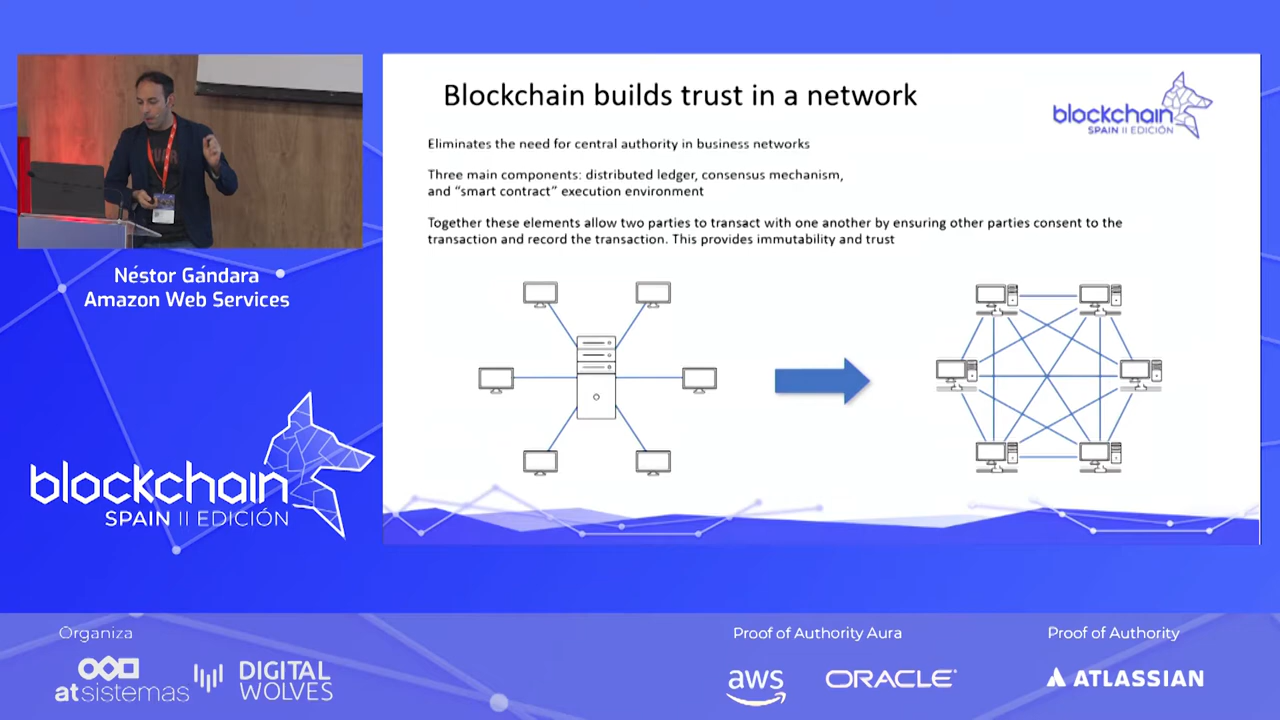 Blockchain builds trust in a network
blockchain
SPAIN II EDICIÓN
Eliminates the need for central authority in business networks
Three main components: distributed ledger, consensus mechanism,
and “smart contract” execution environment
Together these elements allow two parties to transact with one another by ensuring other parties consent to the
transaction and record the transaction. This provides immutability and trust
Néstor Gándara
Amazon Web Services
blockchain
SPAIN II EDICIÓN
Organiza
atsistemas
DIGITAL
WOLVES
Proof of Authority Aura
aws
ORACLE
Proof of Authority
ATLASSIAN